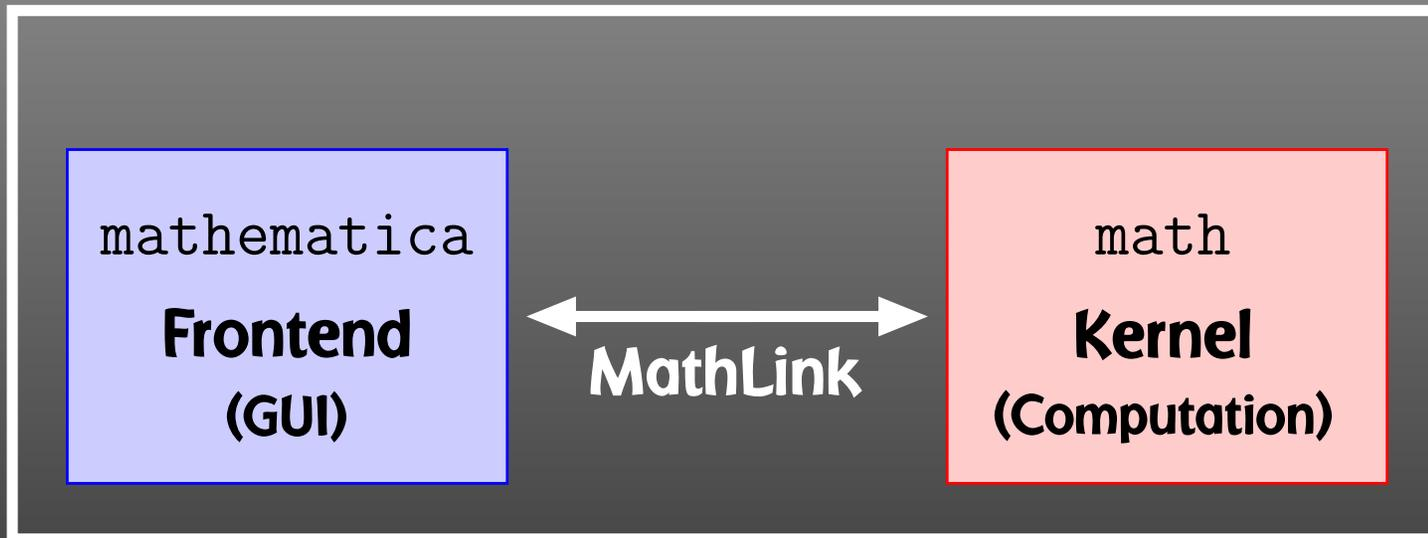 mathematica
Frontend
(GUI)
MathLink
math
Kernel
(Computation)